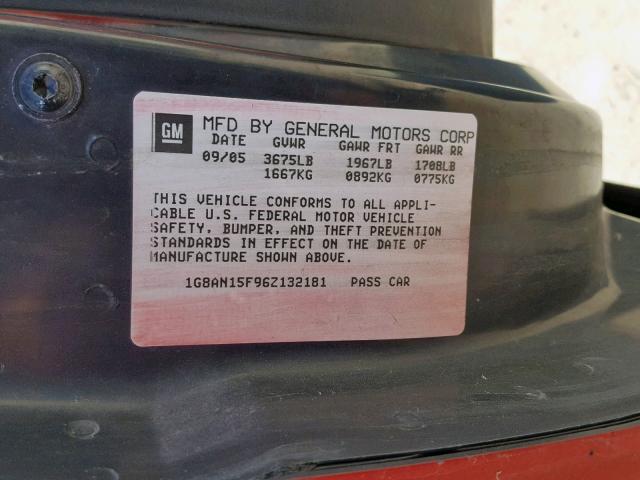 GM MFD BY GENERAL MOTORS CORP
DATE GVWR GAWR FRT GAWR RR
09/05 3675LB 1967LB 1708LB
1667KG 0892KG 0775KG
THIS VEHICLE CONFORMS TO ALL APPLI-
CABLE U.S. FEDERAL MOTOR VEHICLE
SAFETY, BUMPER, AND THEFT PREVENTION
STANDARDS IN EFFECT ON THE DATE OF
MANUFACTURE SHOWN ABOVE.
1G8AN15F96Z132181 PASS CAR